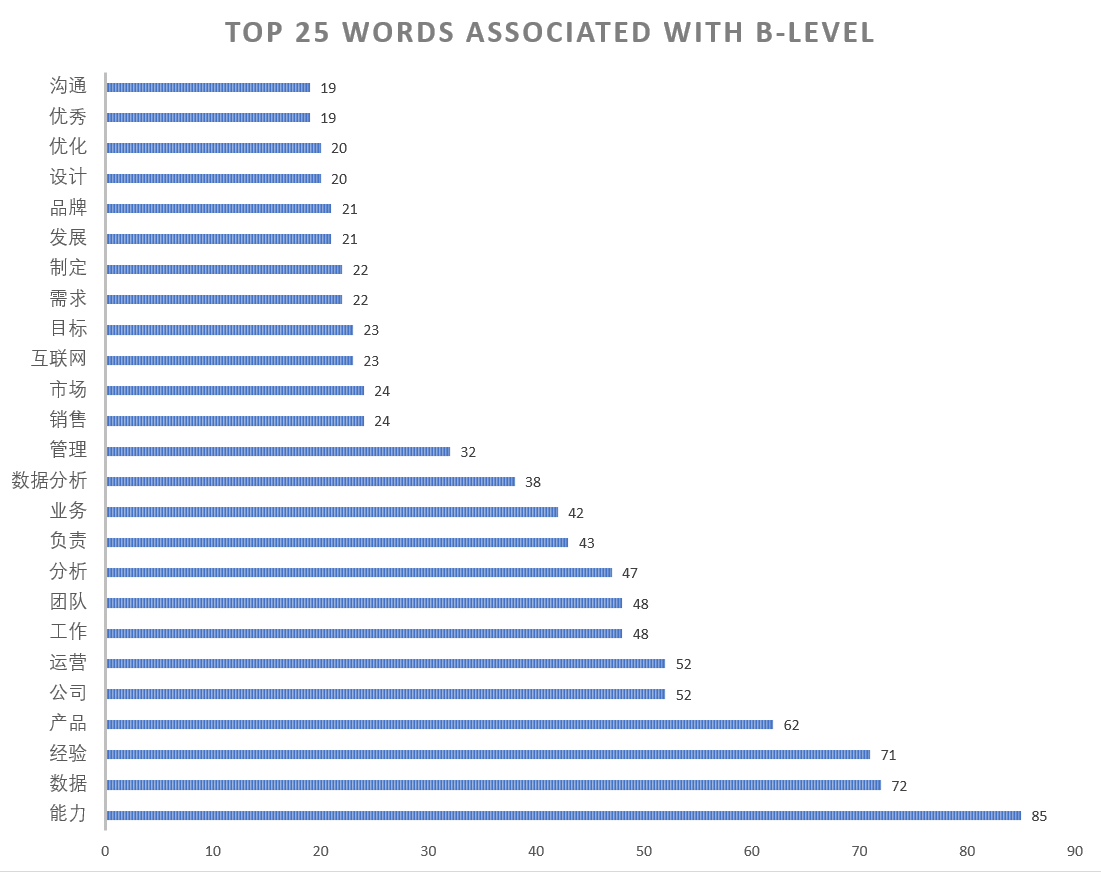 TOP 25 WORDS ASSOCIATED WITH B-LEVEL
沟通 19
优秀 19
优化 20
设计 20
品牌 21
发展 21
制定 22
需求 22
目标 23
互联网 23
市场 24
销售 24
管理 32
数据分析 38
业务 42
负责 43
分析 47
团队 48
工作 48
运营 52
公司 52
产品 62
经验 71
数据 72
能力 85
0 10 20 30 40 50 60 70 80 90